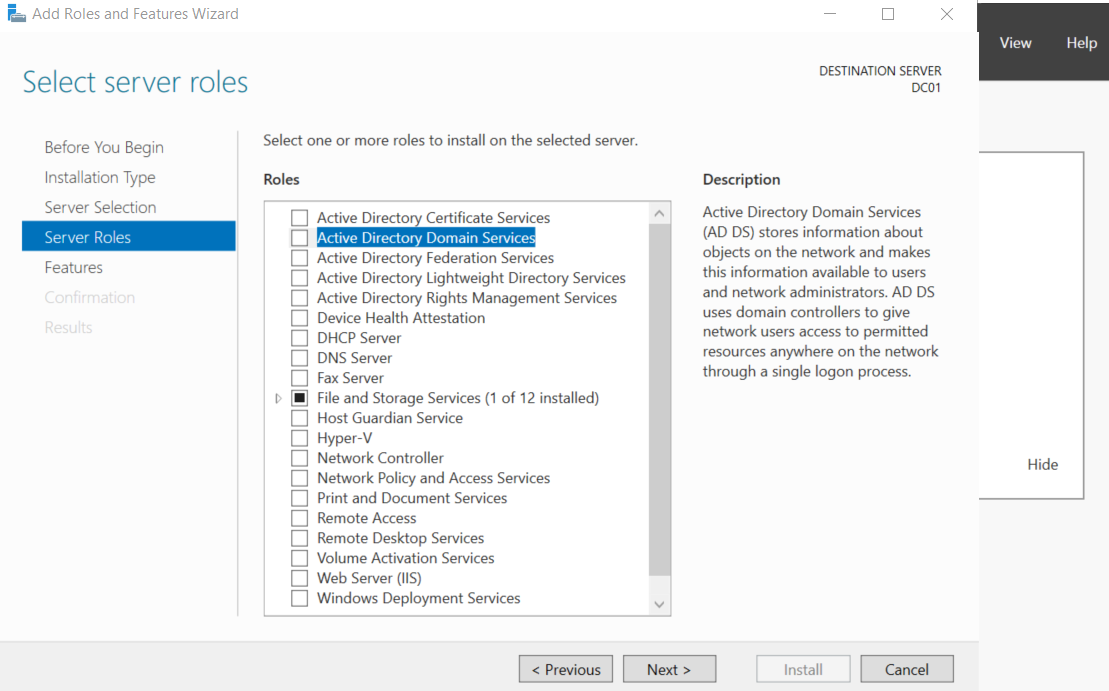 Add Roles and Features Wizard
View Help
Select server roles
DESTINATION SERVER
DC01
Before You Begin
Installation Type
Server Selection
Server Roles
Features
Confirmation
Results
Select one or more roles to install on the selected server.
Roles
Active Directory Certificate Services
Active Directory Domain Services
Active Directory Federation Services
Active Directory Lightweight Directory Services
Active Directory Rights Management Services
Device Health Attestation
DHCP Server
DNS Server
Fax Server
File and Storage Services (1 of 12 installed)
Host Guardian Service
Hyper-V
Network Controller
Network Policy and Access Services
Print and Document Services
Remote Access
Remote Desktop Services
Volume Activation Services
Web Server (IIS)
Windows Deployment Services
Description
Active Directory Domain Services
(AD DS) stores information about
objects on the network and makes
this information available to users
and network administrators. AD DS
uses domain controllers to give
network users access to permitted
resources anywhere on the network
through a single logon process.
Hide
< Previous
Next >
Install
Cancel